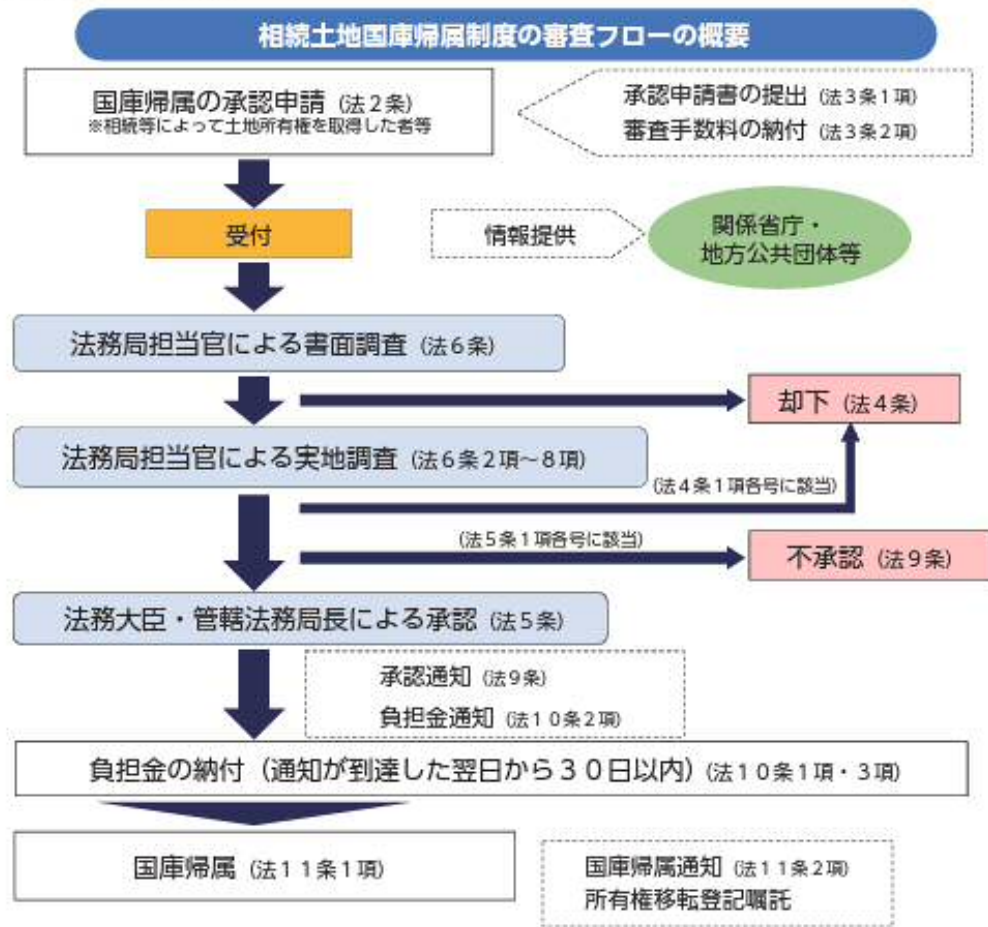 相続土地国庫帰属制度の審査フローの概要
国庫帰属の承認申請（法２条）
※相続等によって土地所有権を取得した者等
承認申請書の提出（法３条１項）
審査手数料の納付（法３条２項）
受付
情報提供
関係省庁・
地方公共団体等
法務局担当官による書面調査（法６条）
却下（法４条）
法務局担当官による実地調査（法６条２項～８項）
（法４条１項各号に該当）
（法５条１項各号に該当）
不承認（法９条）
法務大臣・管轄法務局長による承認（法５条）
承認通知（法９条）
負担金通知（法１０条２項）
負担金の納付（通知が到達した翌日から３０日以内）（法１０条１項・３項）
国庫帰属（法１１条１項）
国庫帰属通知（法１１条２項）
所有権移転登記嘱託